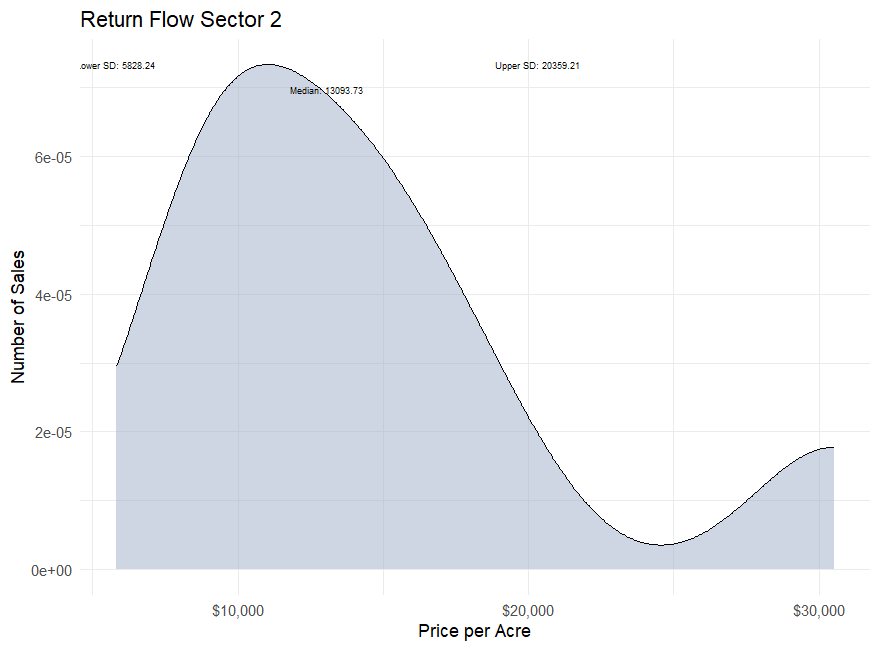 Return Flow Sector 2
ower SD: 5828.24
Upper SD: 20359.21
Median: 13093.73
6e-05
4e-05
2e-05
0e+00
Number of Sales
$10,000
$20,000
$30,000
Price per Acre